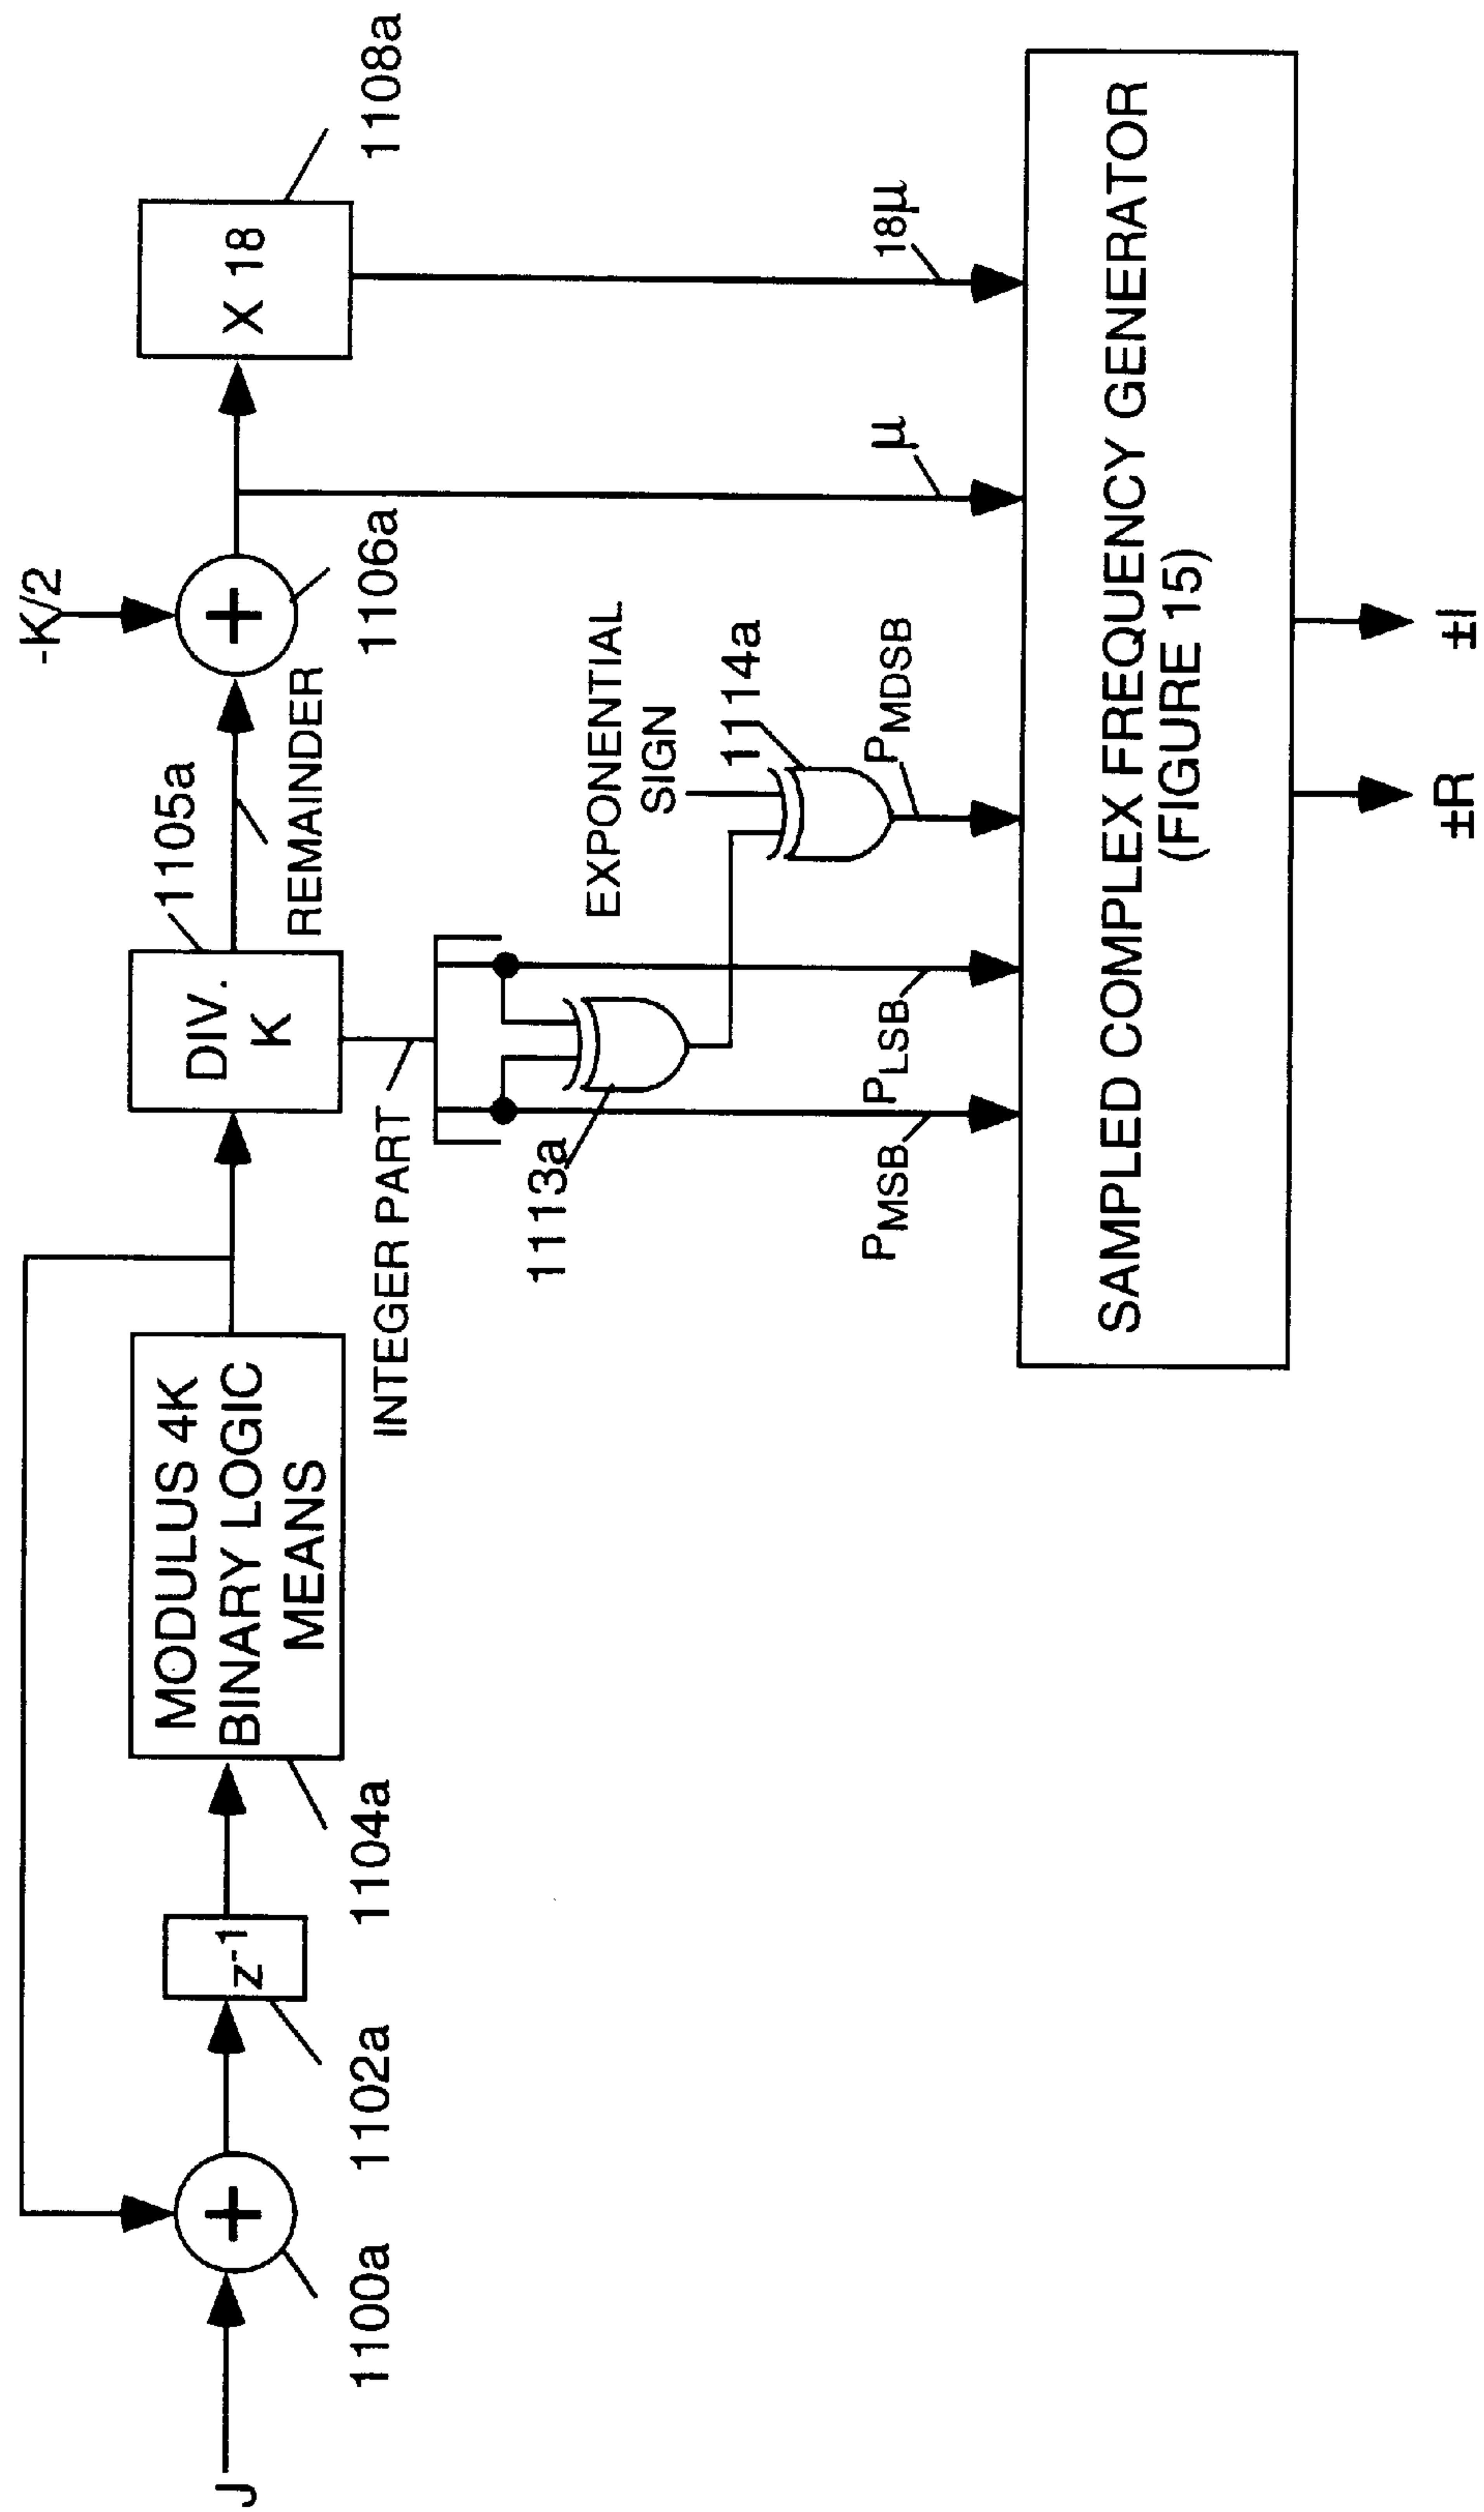 J
1100a
1102a
z-1
1104a
MODULUS 4K
BINARY LOGIC
MEANS
DIV.
K
1105a
REMAINDER
-K/2
1106a
X 18
1108a
INTEGER PART
1113a
EXPONENTIAL
SIGN
1114a
PMSB
PLSB
PMDSB
µ
18µ
SAMPLED COMPLEX FREQUENCY GENERATOR
(FIGURE 15)
±R
±I